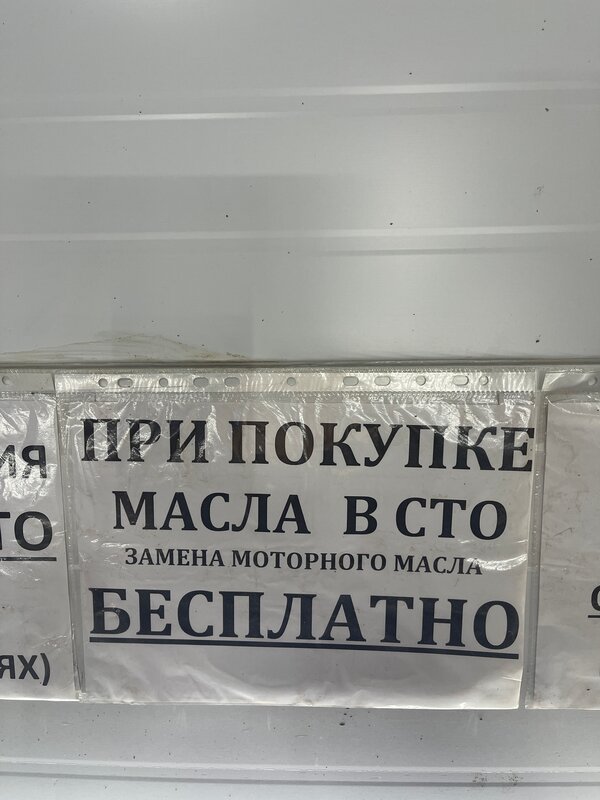 ПРИ ПОКУПКЕ
МАСЛА В СТО
ЗАМЕНА МОТОРНОГО МАСЛА
БЕСПЛАТНО